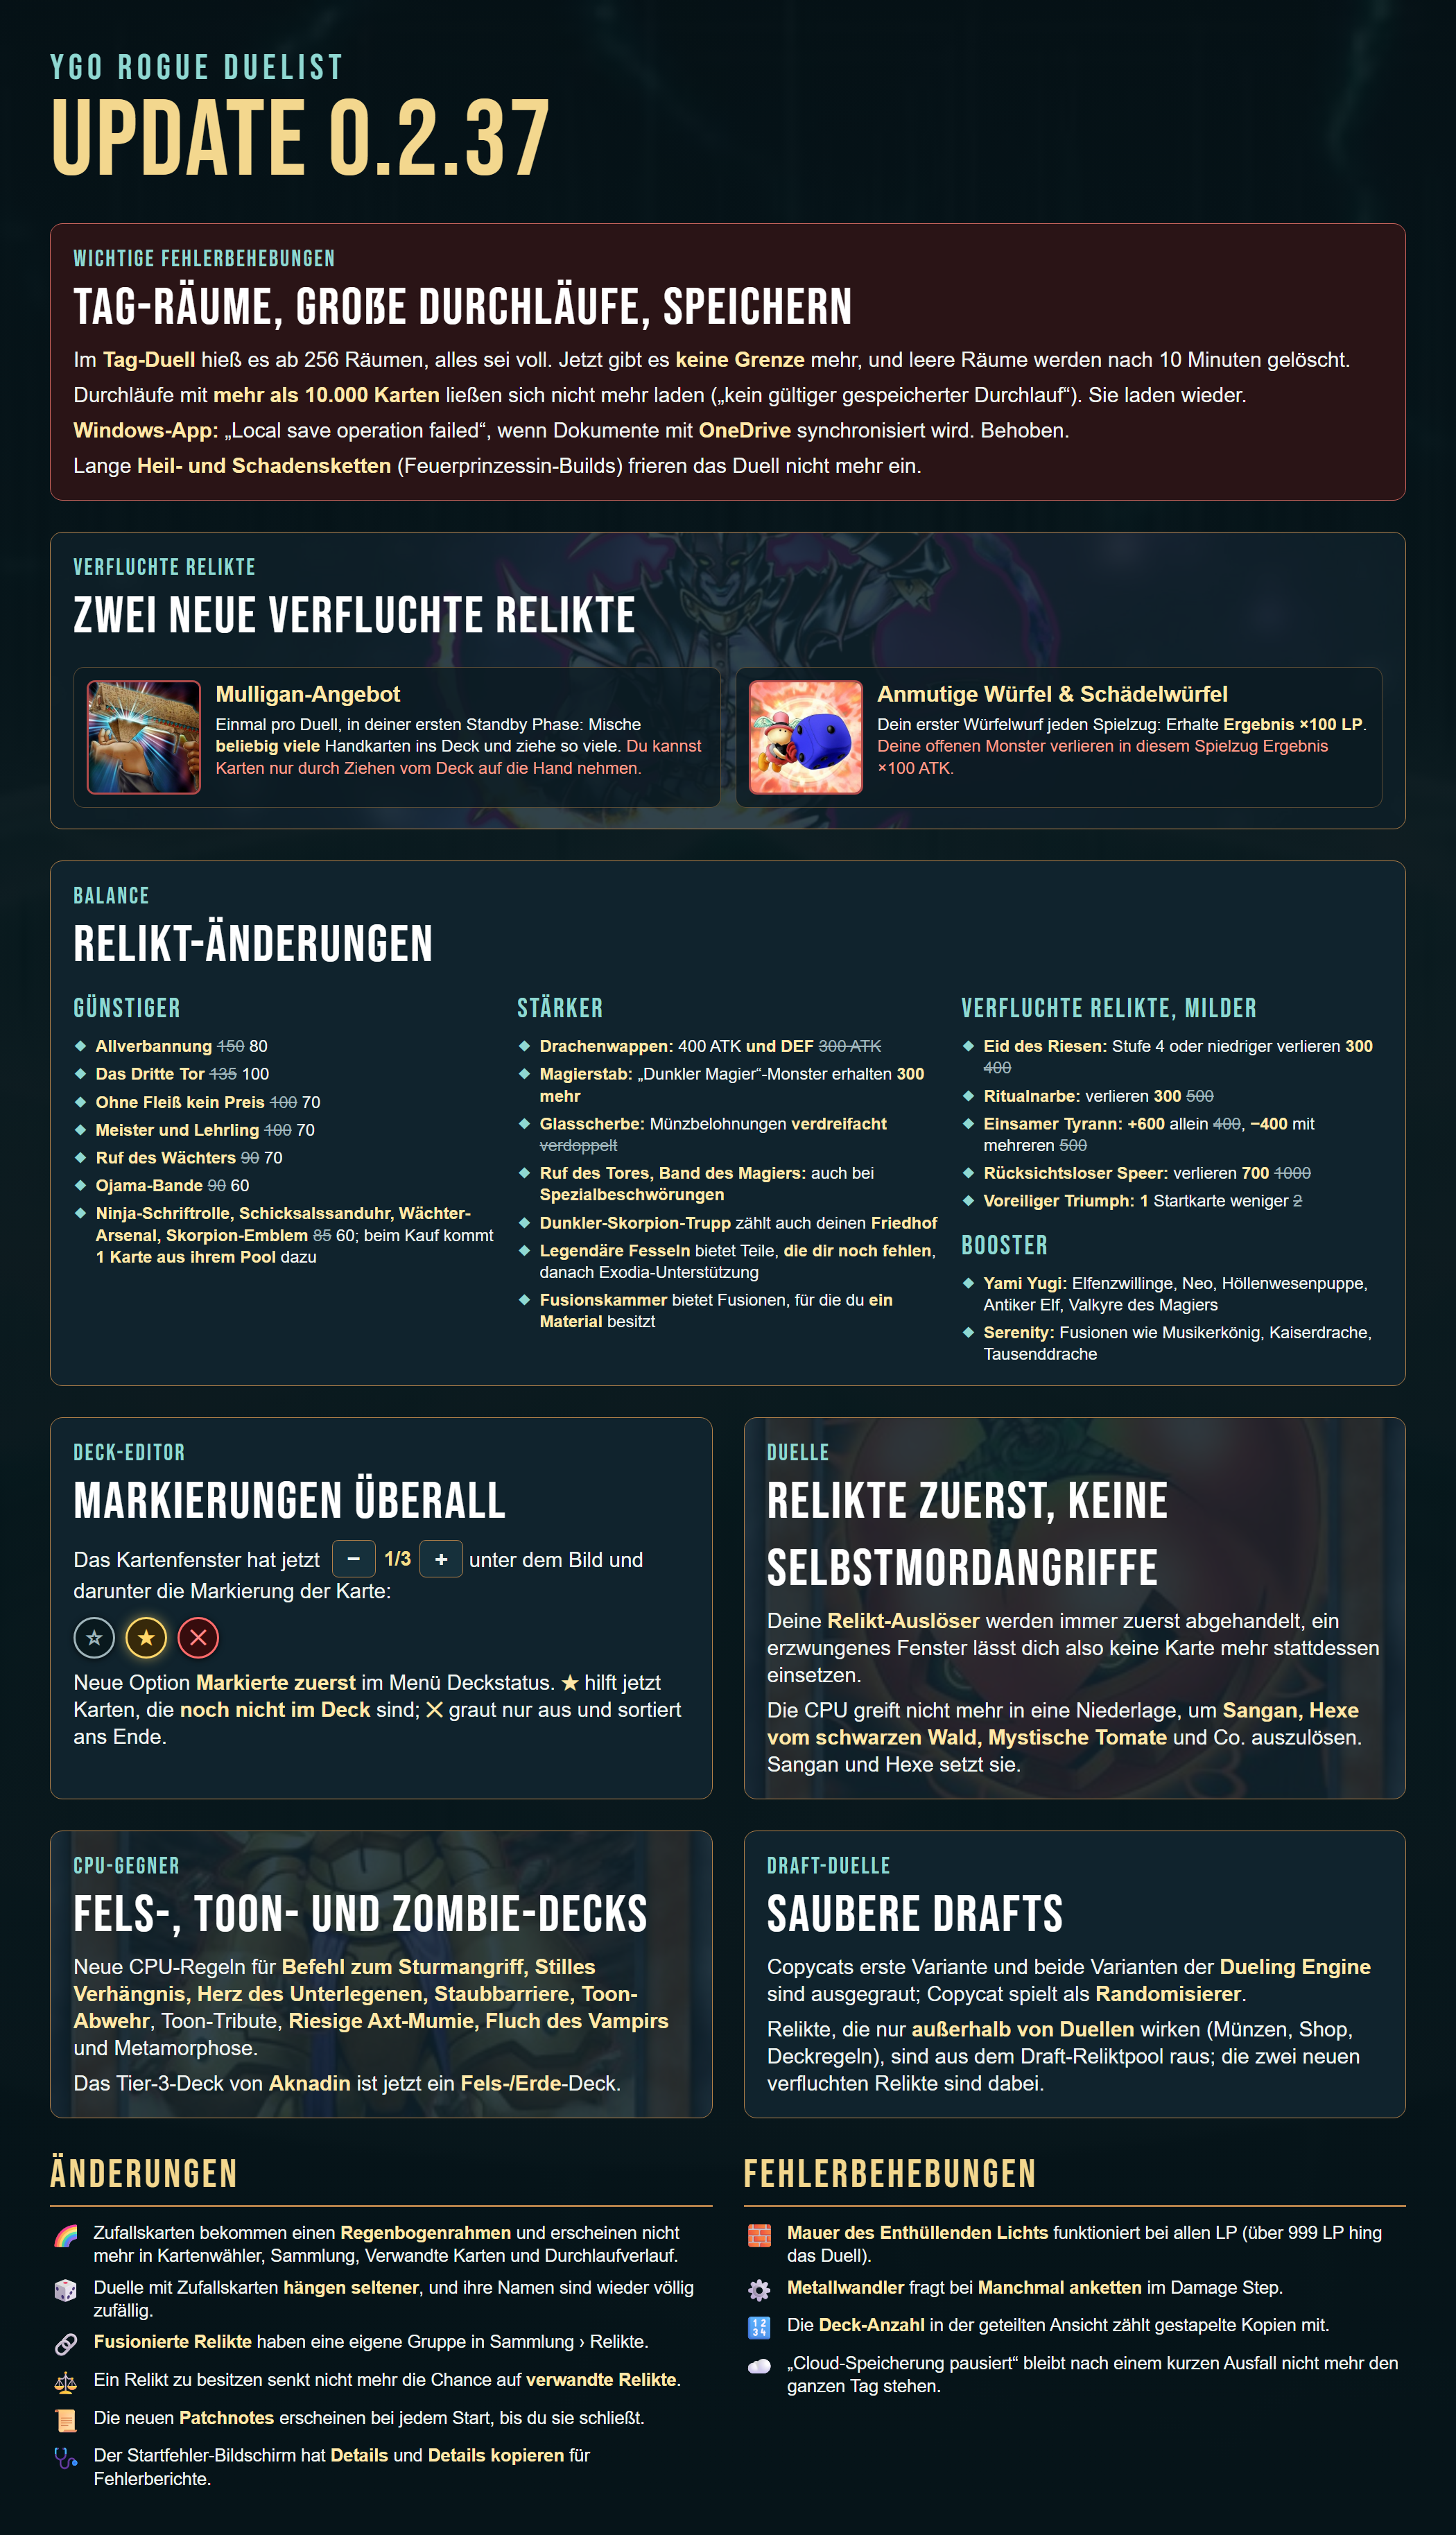 YGO ROGUE DUELIST
UPDATE 0.2.37
WICHTIGE FEHLERBEHEBUNGEN
TAG-RÄUME, GROẞE DURCHLÄUFE, SPEICHERN
Im Tag-Duell hieß es ab 256 Räumen, alles sei voll. Jetzt gibt es keine Grenze mehr, und leere Räume werden nach 10 Minuten gelöscht.
Durchläufe mit mehr als 10.000 Karten ließen sich nicht mehr laden („kein gültiger gespeicherter Durchlauf“). Sie laden wieder.
Windows-App: „Local save operation failed“, wenn Dokumente mit OneDrive synchronisiert wird. Behoben.
Lange Heil- und Schadensketten (Feuerprinzessin-Builds) frieren das Duell nicht mehr ein.
VERFLUCHTE RELIKTE
ZWEI NEUE VERFLUCHTE RELIKTE
Mulligan-Angebot
Einmal pro Duell, in deiner ersten Standby Phase: Mische
beliebig viele Handkarten ins Deck und ziehe so viele. Du kannst
Karten nur durch Ziehen vom Deck auf die Hand nehmen.
Anmutige Würfel & Schädelwürfel
Dein erster Würfelwurf jeden Spielzug: Erhalte Ergebnis ×100 LP.
Deine offenen Monster verlieren in diesem Spielzug Ergebnis
×100 ATK.
BALANCE
RELIKT-ÄNDERUNGEN
GÜNSTIGER
Allverbannung 150 80
Das Dritte Tor 135 100
Ohne Fleiß kein Preis 100 70
Meister und Lehrling 100 70
Ruf des Wächters 90 70
Ojama-Bande 90 60
Ninja-Schriftrolle, Schicksalssanduhr, Wächter-
Arsenal, Skorpion-Emblem 85 60; beim Kauf kommt
1 Karte aus ihrem Pool dazu
STÄRKER
Drachenwappen: 400 ATK und DEF 300 ATK
Magierstab: „Dunkler Magier“-Monster erhalten 300
mehr
Glasscherbe: Münzbelohnungen verdreifacht
verdoppelt
Ruf des Tores, Band des Magiers: auch bei
Spezialbeschwörungen
Dunkler-Skorpion-Trupp zählt auch deinen Friedhof
Legendäre Fesseln bietet Teile, die dir noch fehlen,
danach Exodia-Unterstützung
Fusionskammer bietet Fusionen, für die du ein
Material besitzt
VERFLUCHTE RELIKTE, MILDER
Eid des Riesen: Stufe 4 oder niedriger verlieren 300
400
Ritualnarbe: verlieren 300 500
Einsamer Tyrann: +600 allein 400, −400 mit
mehreren 500
Rücksichtsloser Speer: verlieren 700 1000
Voreiliger Triumph: 1 Startkarte weniger 2
BOOSTER
Yami Yugi: Elfenzwillinge, Neo, Höllenwesenpuppe,
Antiker Elf, Valkyre des Magiers
Serenity: Fusionen wie Musikerkönig, Kaiserdrache,
Tausenddrache
DECK-EDITOR
MARKIERUNGEN ÜBERALL
Das Kartenfenster hat jetzt − 1/3 + unter dem Bild und
darunter die Markierung der Karte:
☆ ★ ✕
Neue Option Markierte zuerst im Menü Deckstatus. ★ hilft jetzt
Karten, die noch nicht im Deck sind; ✕ graut nur aus und sortiert
ans Ende.
DUELLE
RELIKTE ZUERST, KEINE
SELBSTMORDANGRIFFE
Deine Relikt-Auslöser werden immer zuerst abgehandelt, ein
erzwungenes Fenster lässt dich also keine Karte mehr stattdessen
einsetzen.
Die CPU greift nicht mehr in eine Niederlage, um Sangan, Hexe
vom schwarzen Wald, Mystische Tomate und Co. auszulösen.
Sangan und Hexe setzt sie.
CPU-GEGNER
FELS-, TOON- UND ZOMBIE-DECKS
Neue CPU-Regeln für Befehl zum Sturmangriff, Stilles
Verhängnis, Herz des Unterlegenen, Staubbarriere, Toon-
Abwehr, Toon-Tribute, Riesige Axt-Mumie, Fluch des Vampirs
und Metamorphose.
Das Tier-3-Deck von Aknadin ist jetzt ein Fels-/Erde-Deck.
DRAFT-DUELLE
SAUBERE DRAFTS
Copycats erste Variante und beide Varianten der Dueling Engine
sind ausgegraut; Copycat spielt als Randomisierer.
Relikte, die nur außerhalb von Duellen wirken (Münzen, Shop,
Deckregeln), sind aus dem Draft-Reliktpool raus; die zwei neuen
verfluchten Relikte sind dabei.
ÄNDERUNGEN
Zufallskarten bekommen einen Regenbogenrahmen und erscheinen nicht
mehr in Kartenwähler, Sammlung, Verwandte Karten und Durchlaufverlauf.
Duelle mit Zufallskarten hängen seltener, und ihre Namen sind wieder völlig
zufällig.
Fusionierte Relikte haben eine eigene Gruppe in Sammlung › Relikte.
Ein Relikt zu besitzen senkt nicht mehr die Chance auf verwandte Relikte.
Die neuen Patchnotes erscheinen bei jedem Start, bis du sie schließt.
Der Startfehler-Bildschirm hat Details und Details kopieren für
Fehlerberichte.
FEHLERBEHEBUNGEN
Mauer des Enthüllenden Lichts funktioniert bei allen LP (über 999 LP hing
das Duell).
Metallwandler fragt bei Manchmal anketten im Damage Step.
Die Deck-Anzahl in der geteilten Ansicht zählt gestapelte Kopien mit.
„Cloud-Speicherung pausiert“ bleibt nach einem kurzen Ausfall nicht mehr den
ganzen Tag stehen.